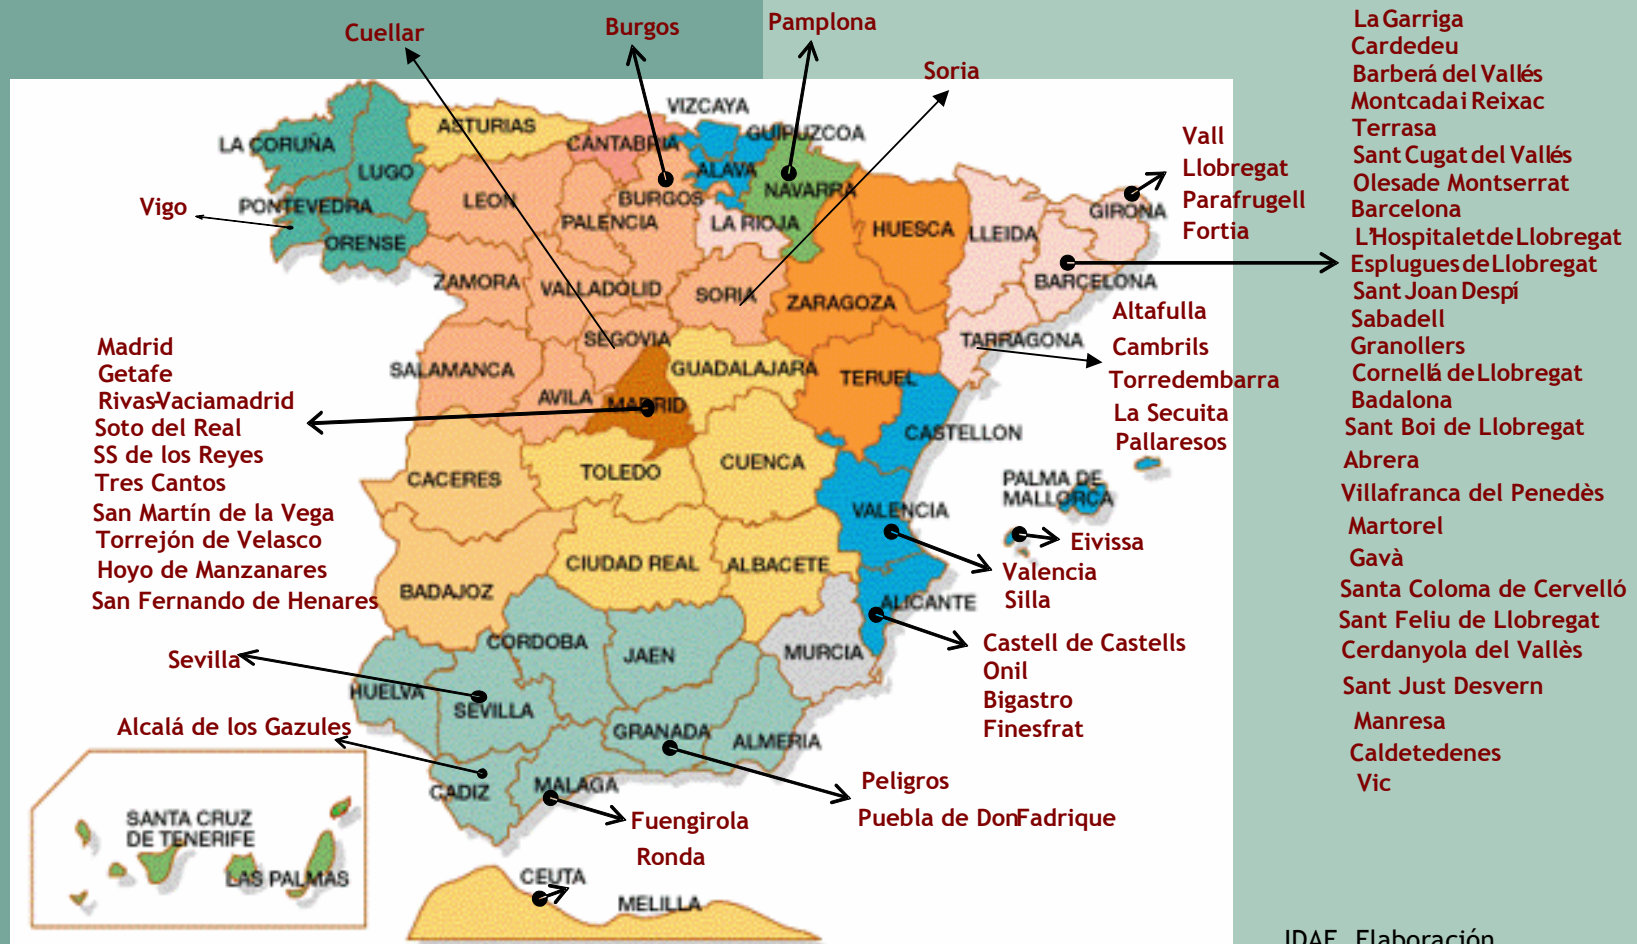 Cuellar
Burgos
Pamplona
Soria
La Garriga
Cardedeu
Barberá del Vallés
Montcada i Reixac
Terrasa
Sant Cugat del Vallés
Olesa de Montserrat
Barcelona
L'Hospitalet de Llobregat
Esplugues de Llobregat
Sant Joan Despí
Sabadell
Granollers
Cornellá de Llobregat
Badalona
Sant Boi de Llobregat
Abrera
Villafranca del Penedès
Martorel
Gavà
Santa Coloma de Cervelló
Sant Feliu de Llobregat
Cerdanyola del Vallès
Sant Just Desvern
Manresa
Caldetedenes
Vic
Vall
Llobregat
Parafrugell
Fortia
Vigo
LA CORUÑA
LUGO
PONTEVEDRA
ORENSE
ASTURIAS
CANTABRIA
VIZCAYA
GUIPUZCOA
ALAVA
NAVARRA
LEON
PALENCIA
BURGOS
LA RIOJA
HUESCA
LLEIDA
GIRONA
BARCELONA
ZAMORA
VALLADOLID
SORIA
ZARAGOZA
TARRAGONA
SEGOVIA
SALAMANCA
AVILA
MADRID
GUADALAJARA
TERUEL
CASTELLON
CACERES
TOLEDO
CUENCA
VALENCIA
PALMA DE
MALLORCA
BADAJOZ
CIUDAD REAL
ALBACETE
ALICANTE
MURCIA
CORDOBA
JAEN
HUELVA
SEVILLA
GRANADA
ALMERIA
CADIZ
MALAGA
CEUTA
MELILLA
SANTA CRUZ
DE TENERIFE
LAS PALMAS
Altafulla
Cambrils
Torredembarra
La Secuita
Pallaresos
Madrid
Getafe
Rivas-Vaciamadrid
Soto del Real
SS de los Reyes
Tres Cantos
San Martín de la Vega
Torrejón de Velasco
Hoyo de Manzanares
San Fernando de Henares
Eivissa
Valencia
Silla
Castell de Castells
Onil
Bigastro
Finesfrat
Sevilla
Alcalá de los Gazules
Peligros
Puebla de Don Fadrique
Fuengirola
Ronda
IDAE Elaboración